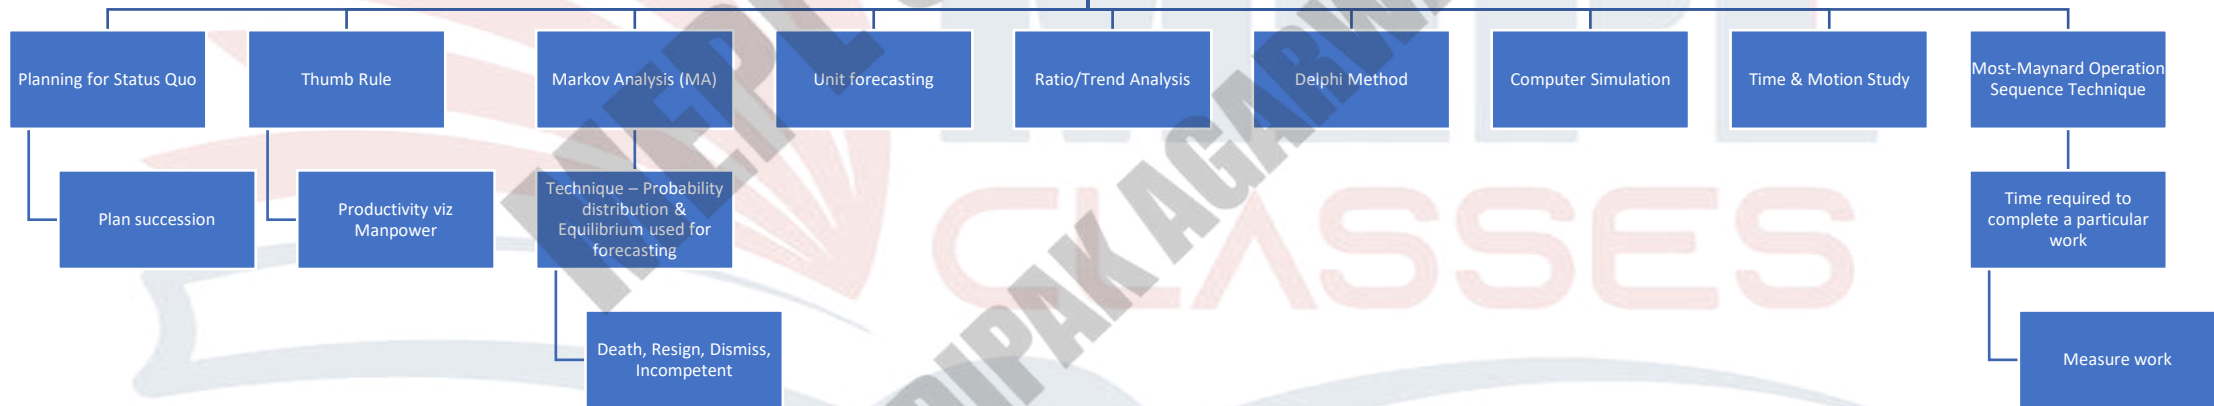 Planning for Status Quo
Thumb Rule
Markov Analysis (MA)
Unit forecasting
Ratio/Trend Analysis
Delphi Method
Computer Simulation
Time & Motion Study
Most-Maynard Operation
Sequence Technique
Plan succession
Productivity viz
Manpower
Technique – Probability
distribution &
Equilibrium used for
forecasting
Time required to
complete a particular
work
Death, Resign, Dismiss,
Incompetent
Measure work
CLASSES
DIPAK AGARW